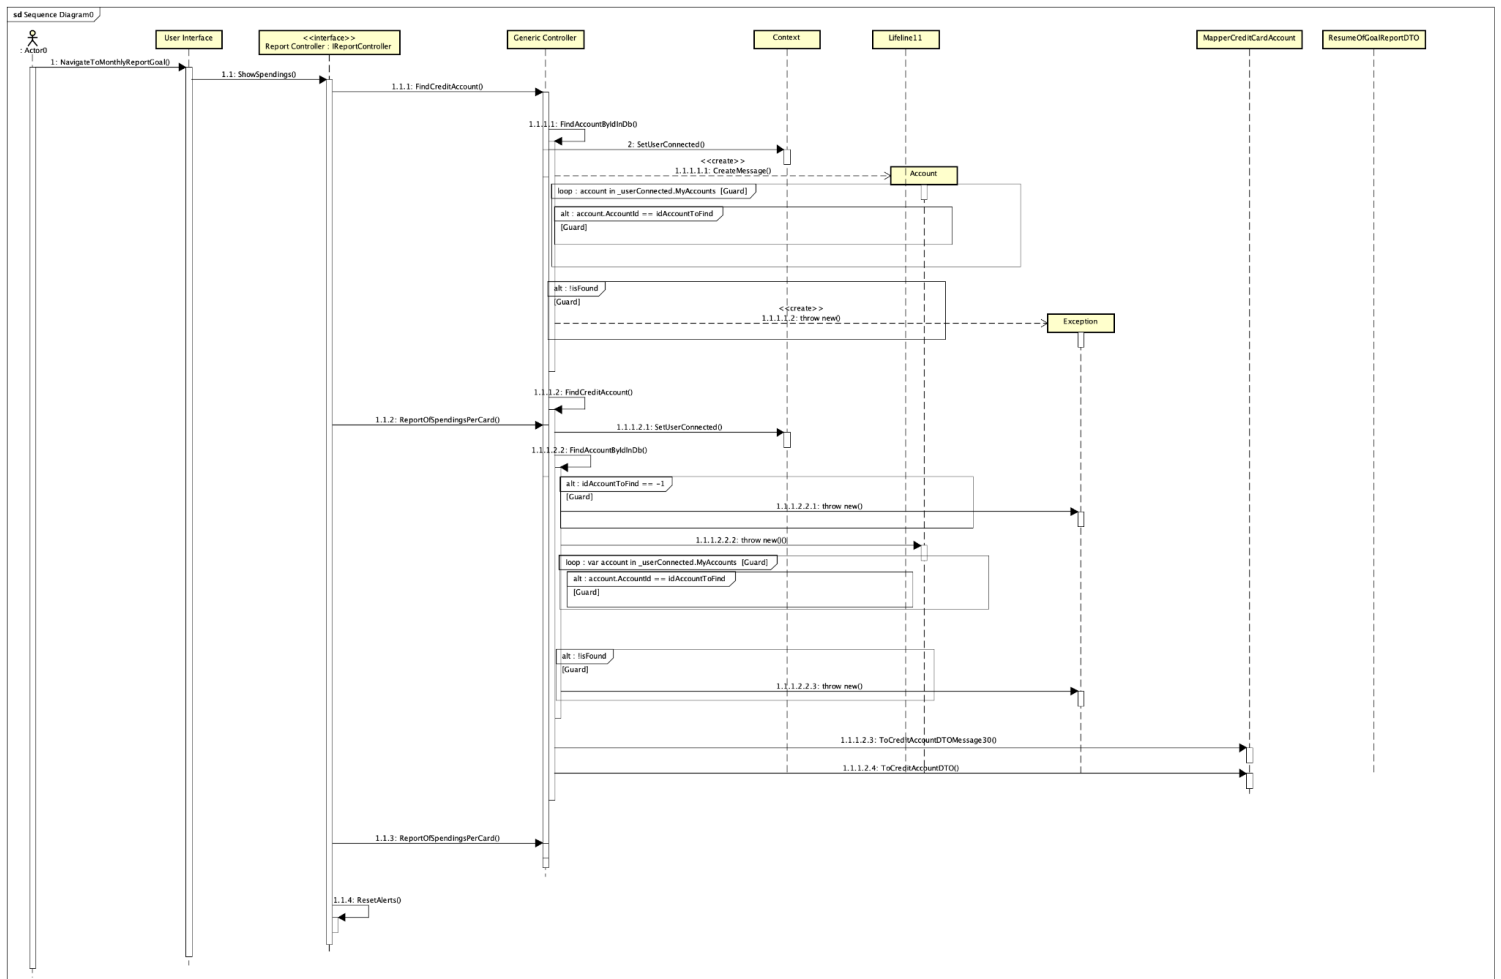 sd Sequence Diagram0
: Actor0
User Interface
<<interface>>
Report Controller : IReportController
Generic Controller
Context
Lifeline11
MapperCreditCardAccount
ResumeOfGoalReportDTO
1: NavigateToMonthlyReportGoal()
1.1: ShowSpendings()
1.1.1: FindCreditAccount()
1.1.1.1: FindAccountByIdInDb()
2: SetUserConnected()
<<create>>
1.1.1.1.1: CreateMessage()
Account
loop : account in _userConnected.MyAccounts [Guard]
alt : account.AccountId == idAccountToFind
[Guard]
alt : !isFound
[Guard]
<<create>>
1.1.1.1.2: throw new()
Exception
1.1.1.2: FindCreditAccount()
1.1.2: ReportOfSpendingsPerCard()
1.1.1.2.1: SetUserConnected()
1.1.1.2.2: FindAccountByIdInDb()
alt : idAccountToFind == -1
[Guard]
1.1.1.2.2.1: throw new()
1.1.1.2.2.2: throw new()()
loop : var account in _userConnected.MyAccounts [Guard]
alt : account.AccountId == idAccountToFind
[Guard]
alt : !isFound
[Guard]
1.1.1.2.2.3: throw new()
1.1.1.2.3: ToCreditAccountDTOMessage30()
1.1.1.2.4: ToCreditAccountDTO()
1.1.3: ReportOfSpendingsPerCard()
1.1.4: ResetAlerts()